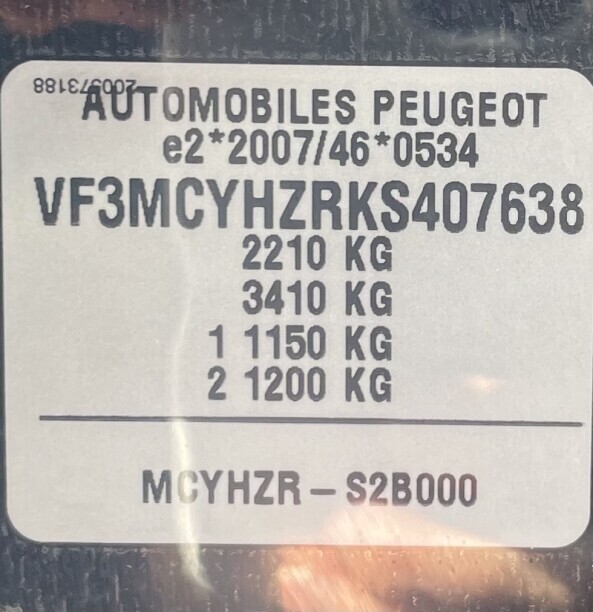 200373188
AUTOMOBILES PEUGEOT
e2*2007/46*0534
VF3MCYHZRKS407638
2210 KG
3410 KG
1 1150 KG
2 1200 KG
MCYHZR – S2B000